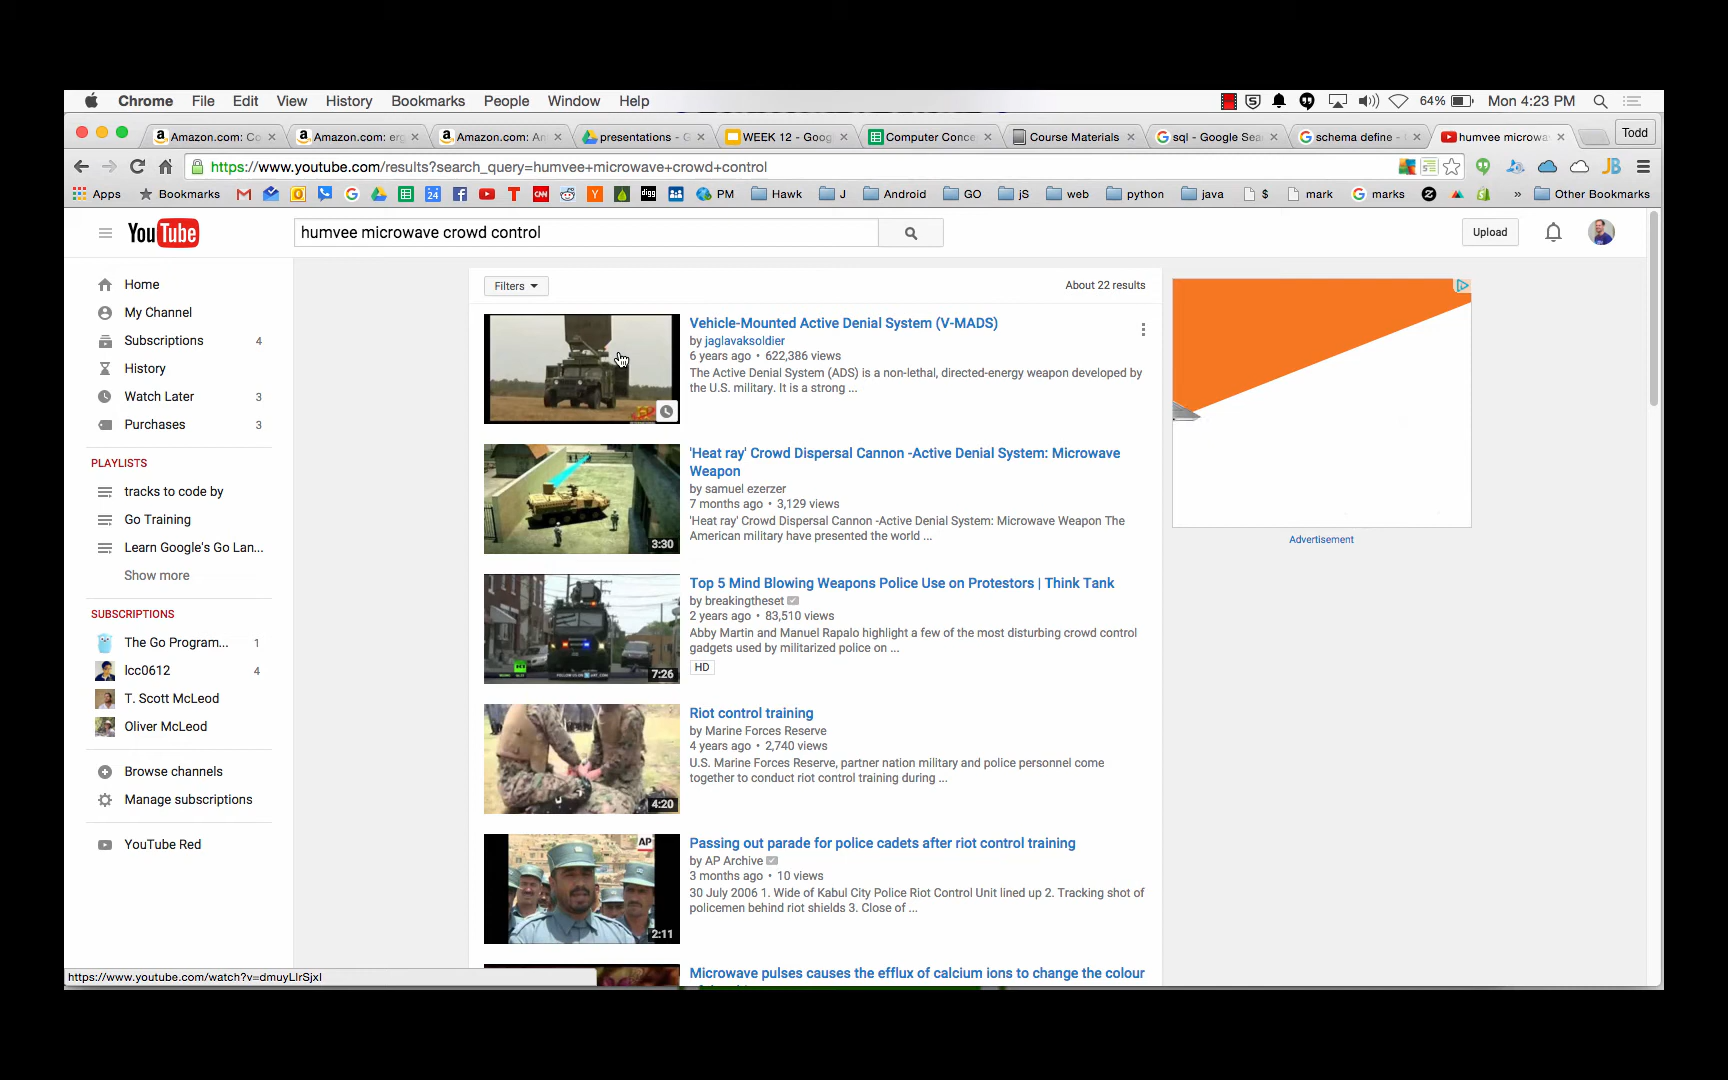 Chrome File Edit View History Bookmarks People Window Help 64% Mon 4:23 PM
Amazon.com: Co Amazon.com: erg Amazon.com: An presentations - G WEEK 12 - Goog Computer Conce Course Materials sql - Google Sea schema define - humvee microwav Todd
https://www.youtube.com/results?search_query=humvee+microwave+crowd+control
Apps Bookmarks 24 CNN digg PM Hawk J Android GO jS web python java $ mark marks » Other Bookmarks
YouTube humvee microwave crowd control Upload
Home
My Channel
Subscriptions 4
History
Watch Later 3
Purchases 3
PLAYLISTS
tracks to code by
Go Training
Learn Google's Go Lan...
Show more
SUBSCRIPTIONS
The Go Program... 1
lcc0612 4
T. Scott McLeod
Oliver McLeod
Browse channels
Manage subscriptions
YouTube Red
Filters About 22 results
Vehicle-Mounted Active Denial System (V-MADS)
by jaglavaksoldier
6 years ago • 622,386 views
The Active Denial System (ADS) is a non-lethal, directed-energy weapon developed by
the U.S. military. It is a strong ...
'Heat ray' Crowd Dispersal Cannon -Active Denial System: Microwave
Weapon
by samuel ezerzer
7 months ago • 3,129 views
'Heat ray' Crowd Dispersal Cannon -Active Denial System: Microwave Weapon The
American military have presented the world ...
3:30
Top 5 Mind Blowing Weapons Police Use on Protestors | Think Tank
by breakingtheset
2 years ago • 83,510 views
Abby Martin and Manuel Rapalo highlight a few of the most disturbing crowd control
gadgets used by militarized police on ...
HD
7:26
Riot control training
by Marine Forces Reserve
4 years ago • 2,740 views
U.S. Marine Forces Reserve, partner nation military and police personnel come
together to conduct riot control training during ...
4:20
Passing out parade for police cadets after riot control training
by AP Archive
3 months ago • 10 views
30 July 2006 1. Wide of Kabul City Police Riot Control Unit lined up 2. Tracking shot of
policemen behind riot shields 3. Close of ...
AP
2:11
Microwave pulses causes the efflux of calcium ions to change the colour
Advertisement
https://www.youtube.com/watch?v=dmuyLlrSjxI